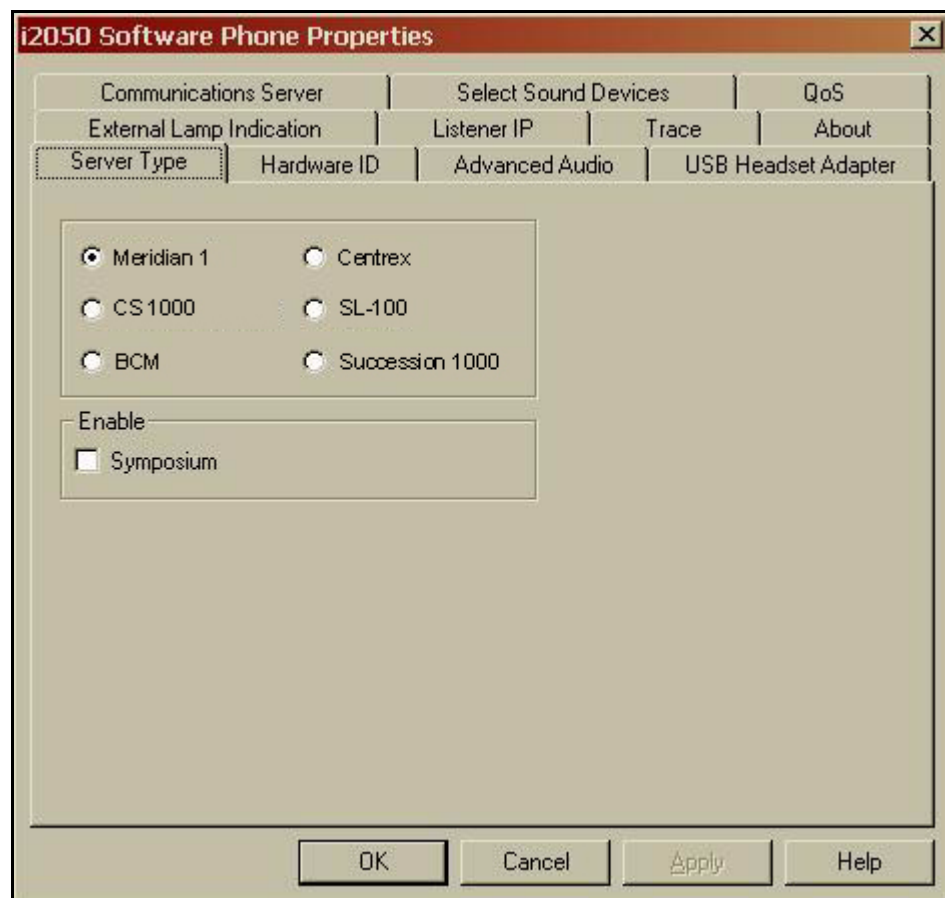 i2050 Software Phone Properties
Communications Server Select Sound Devices QoS
External Lamp Indication Listener IP Trace About
Server Type Hardware ID Advanced Audio USB Headset Adapter
Meridian 1 Centrex
CS1000 SL-100
BCM Succession 1000
Enable
Symposium
OK Cancel Apply Help